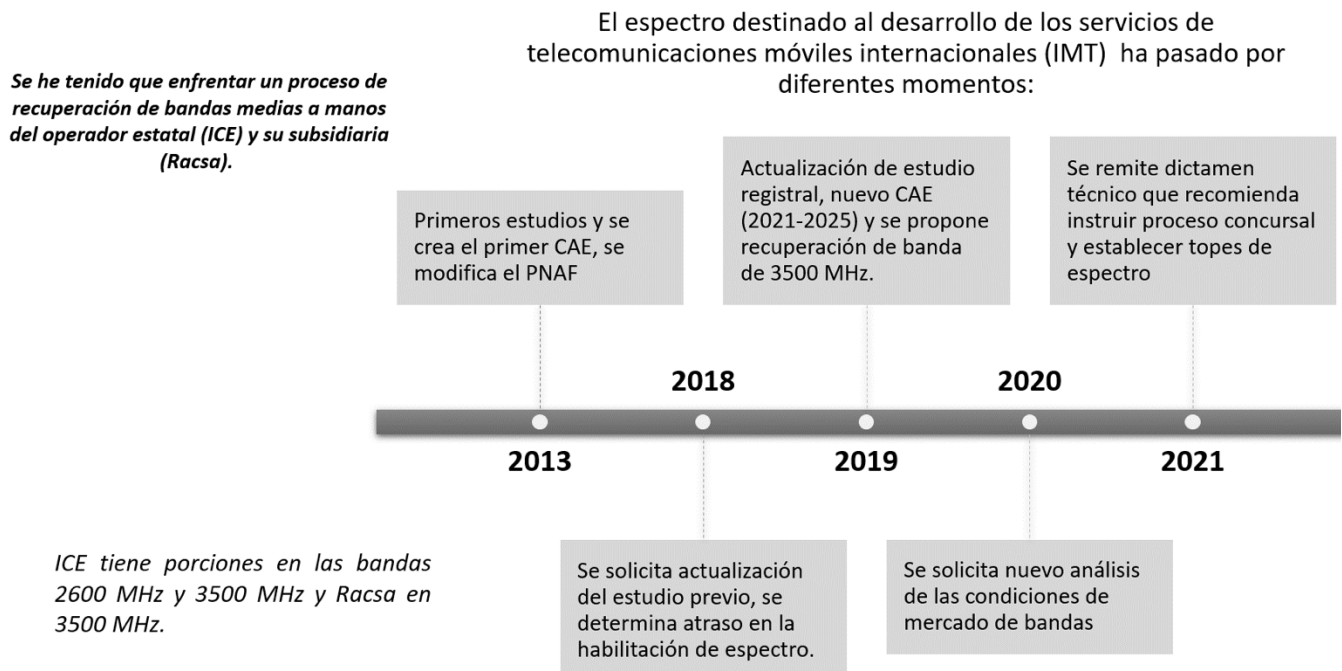 El espectro destinado al desarrollo de los servicios de
telecomunicaciones móviles internacionales (IMT) ha pasado por
diferentes momentos:
Se he tenido que enfrentar un proceso de
recuperación de bandas medias a manos
del operador estatal (ICE) y su subsidiaria
(Racsa).
Primeros estudios y se
crea el primer CAE, se
modifica el PNAF
Actualización de estudio
registral, nuevo CAE
(2021-2025) y se propone
recuperación de banda
de 3500 MHz.
Se remite dictamen
técnico que recomienda
instruir proceso concursal
y establecer topes de
espectro
2018
2020
2013
2019
2021
ICE tiene porciones en las bandas
2600 MHz y 3500 MHz y Racsa en
3500 MHz.
Se solicita actualización
del estudio previo, se
determina atraso en la
habilitación de espectro.
Se solicita nuevo análisis
de las condiciones de
mercado de bandas